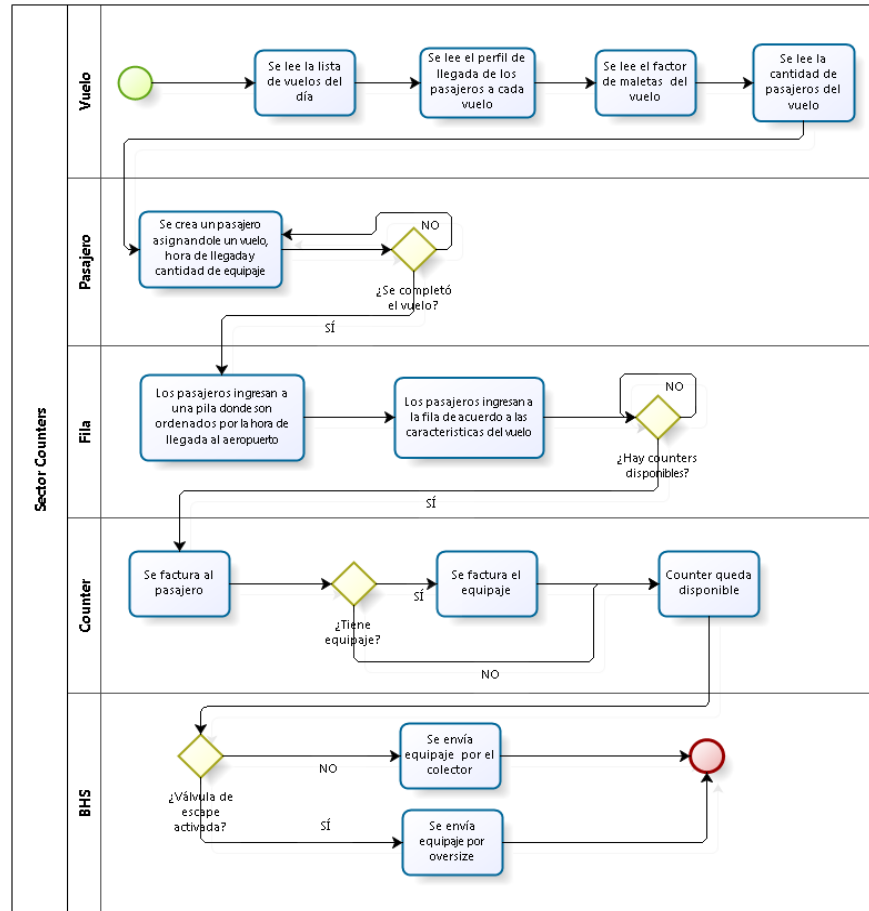 Sector Counters
Vuelo
Se lee la lista
de vuelos del
día
Se lee el perfil de
llegada de los
pasajeros a cada
vuelo
Se lee el factor
de maletas del
vuelo
Se lee la
cantidad de
pasajeros del
vuelo
Pasajero
Se crea un pasajero
asignandole un vuelo,
hora de llegaday
cantidad de equipaje
NO
¿Se completó
el vuelo?
SÍ
Fila
Los pasajeros ingresan a
una pila donde son
ordenados por la hora de
llegada al aeropuerto
Los pasajeros ingresan a
la fila de acuerdo a las
caracteristicas del vuelo
NO
¿Hay counters
disponibles?
SÍ
Counter
Se factura al
pasajero
¿Tiene
equipaje?
SÍ
Se factura el
equipaje
NO
Counter queda
disponible
BHS
¿Válvula de
escape
activada?
NO
Se envía
equipaje por el
colector
SÍ
Se envía
equipaje por
oversize